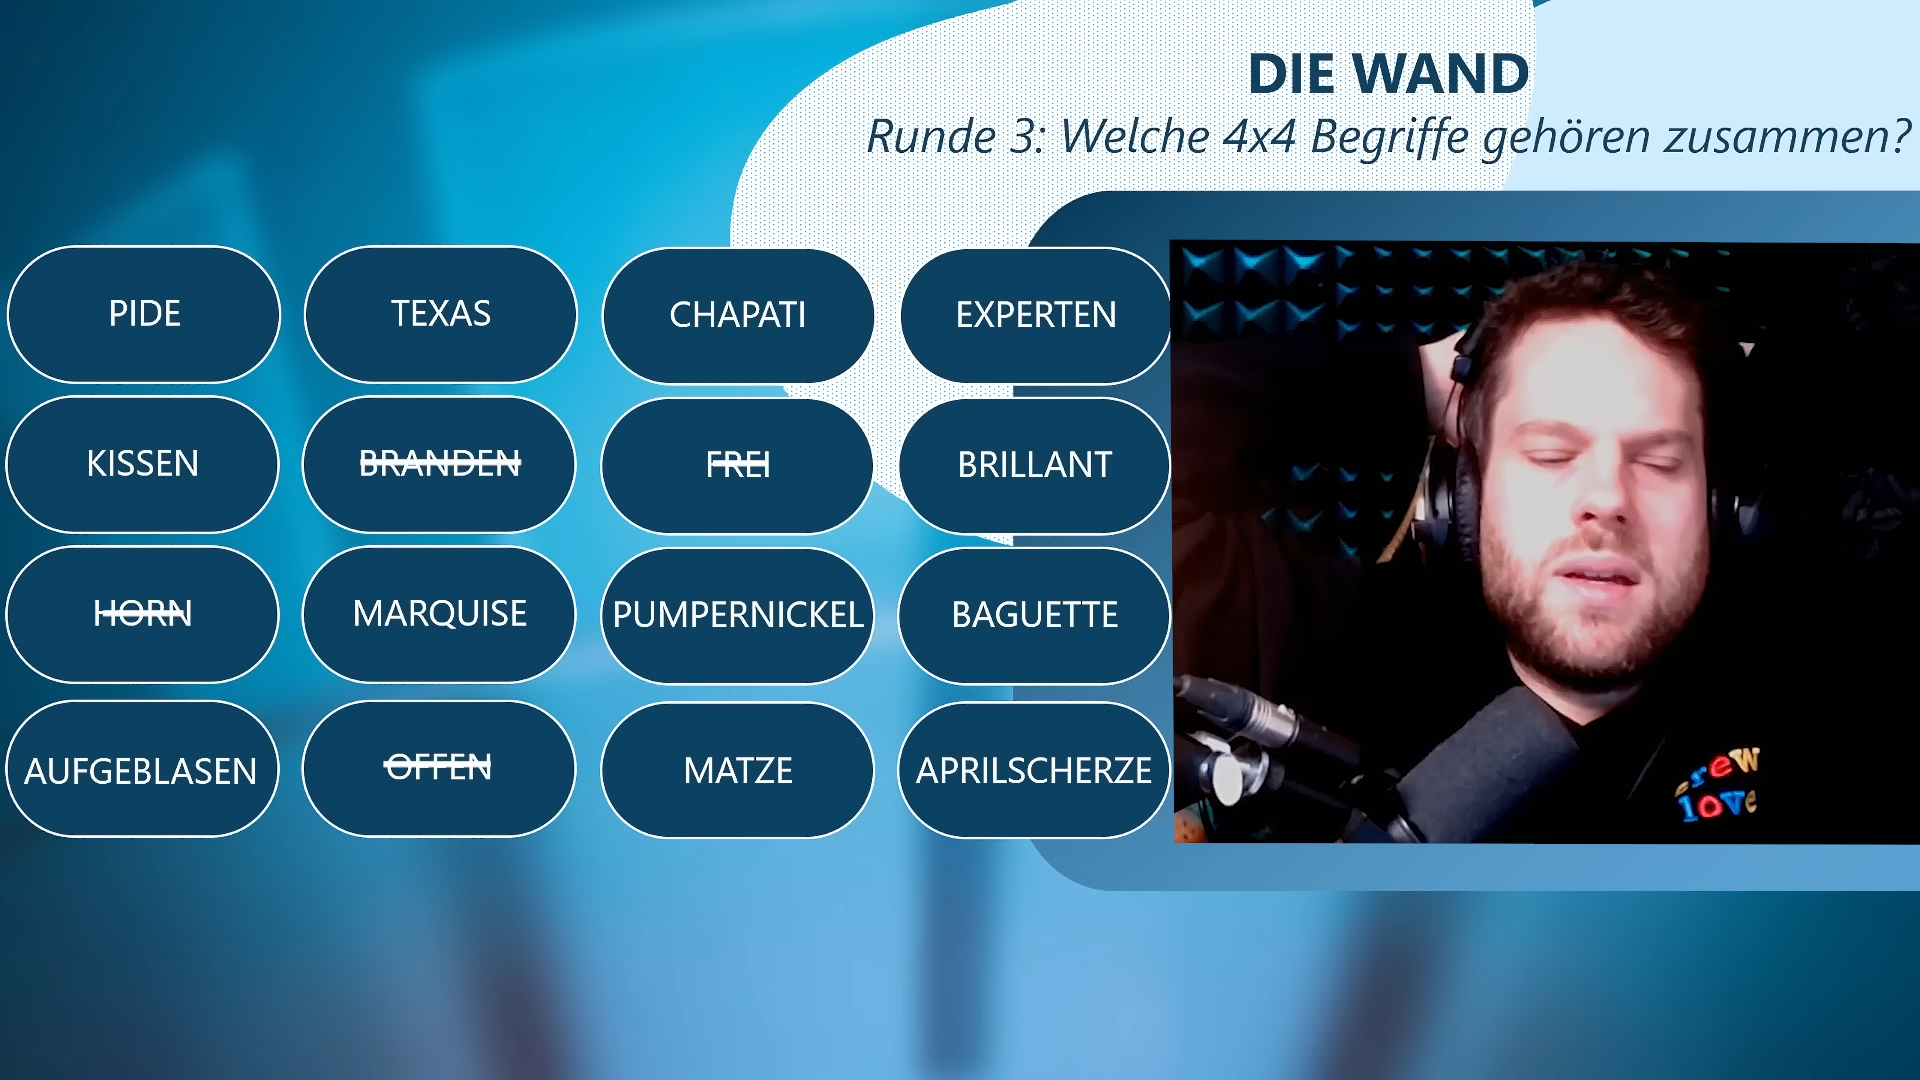 DIE WAND
Runde 3: Welche 4x4 Begriffe gehören zusammen?
PIDE
TEXAS
CHAPATI
EXPERTEN
KISSEN
BRANDEN
FREI
BRILLANT
HORN
MARQUISE
PUMPERNICKEL
BAGUETTE
AUFGEBLASEN
OFFEN
MATZE
APRILSCHERZE
crew
love